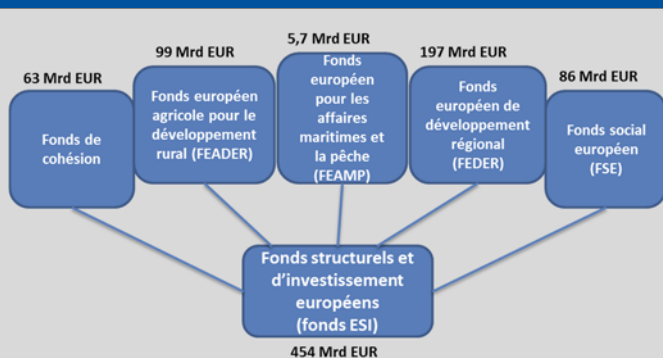 63 Mrd EUR
Fonds de
cohésion
99 Mrd EUR
Fonds européen
agricole pour le
développement
rural (FEADER)
5,7 Mrd EUR
Fonds
européen
pour les
affaires
maritimes et
la pêche
(FEAMP)
197 Mrd EUR
Fonds
européen de
développement
régional
(FEDER)
86 Mrd EUR
Fonds social
européen
(FSE)
Fonds structurels et
d'investissement
européens
(fonds ESI)
454 Mrd EUR